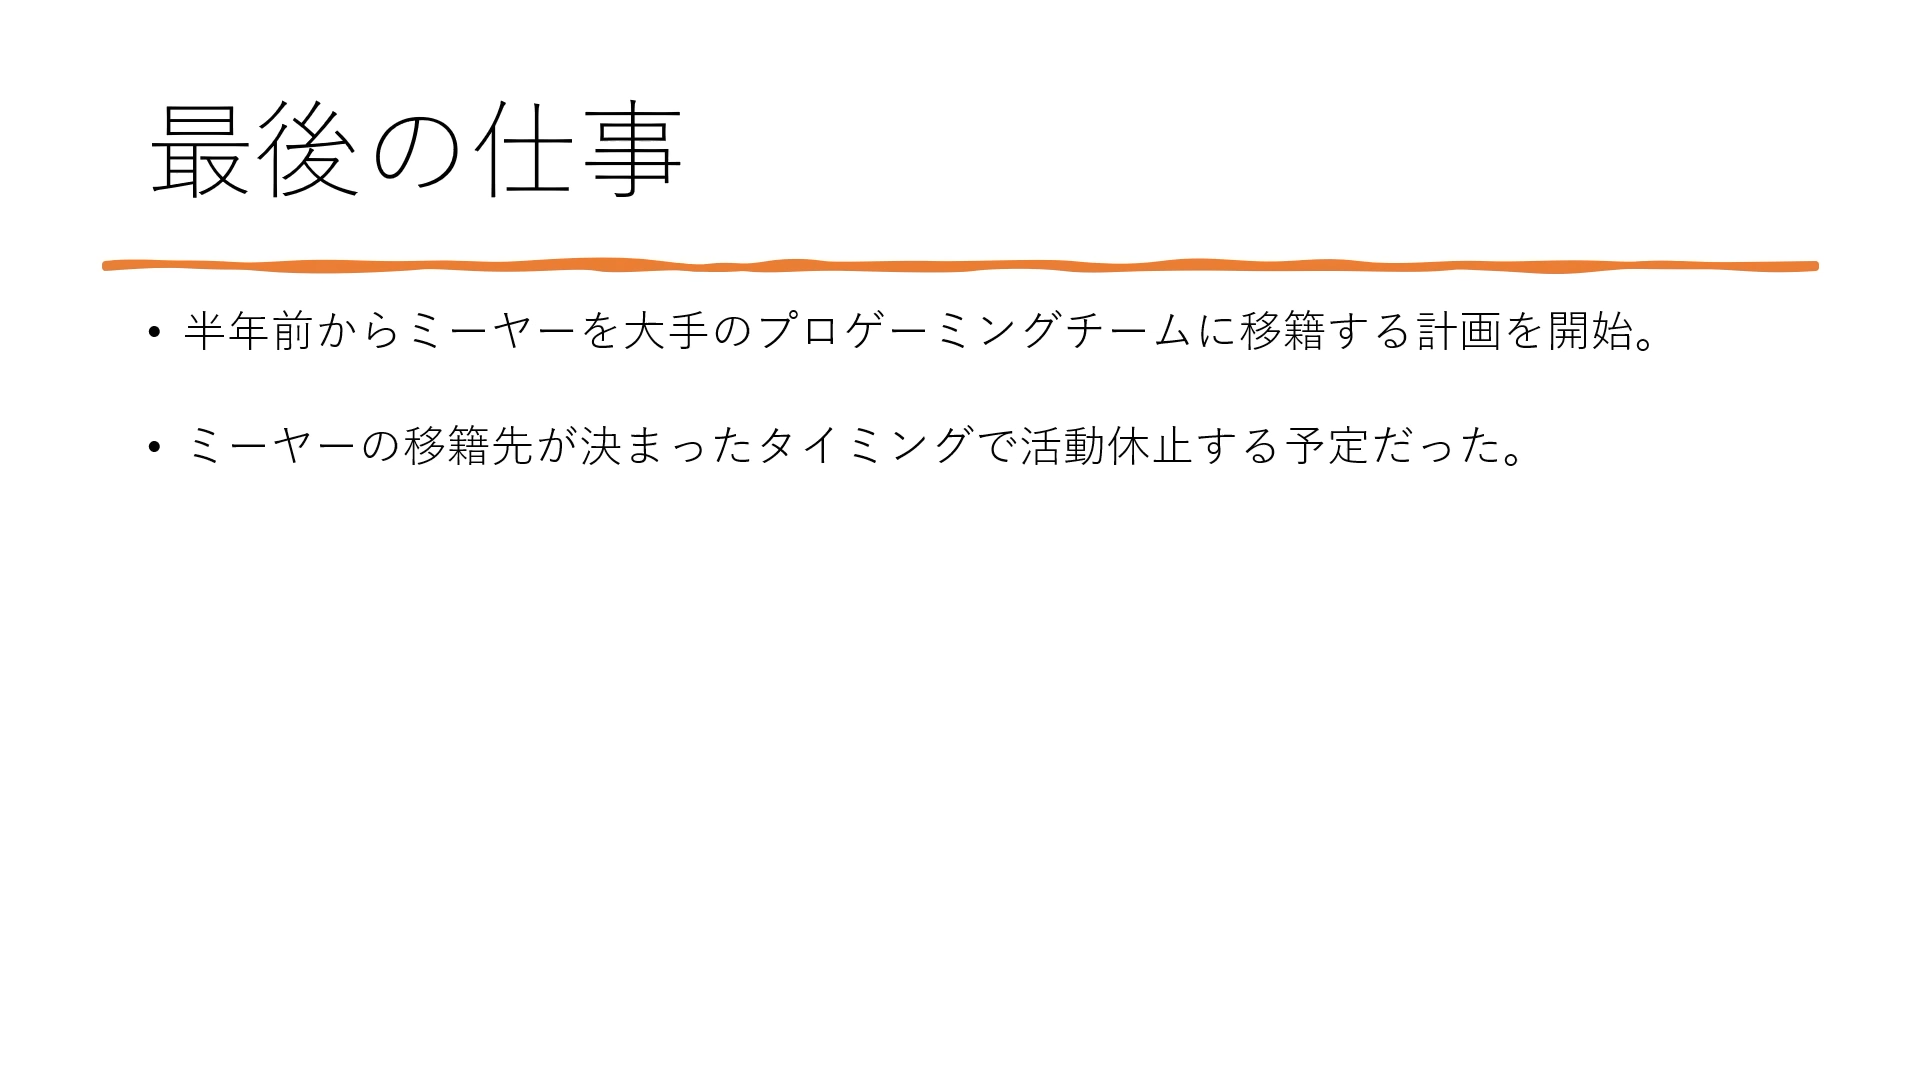 最後の仕事
• 半年前からミーヤーを大手のプロゲーミングチームに移籍する計画を開始。
• ミーヤーの移籍先が決まったタイミングで活動休止する予定だった。